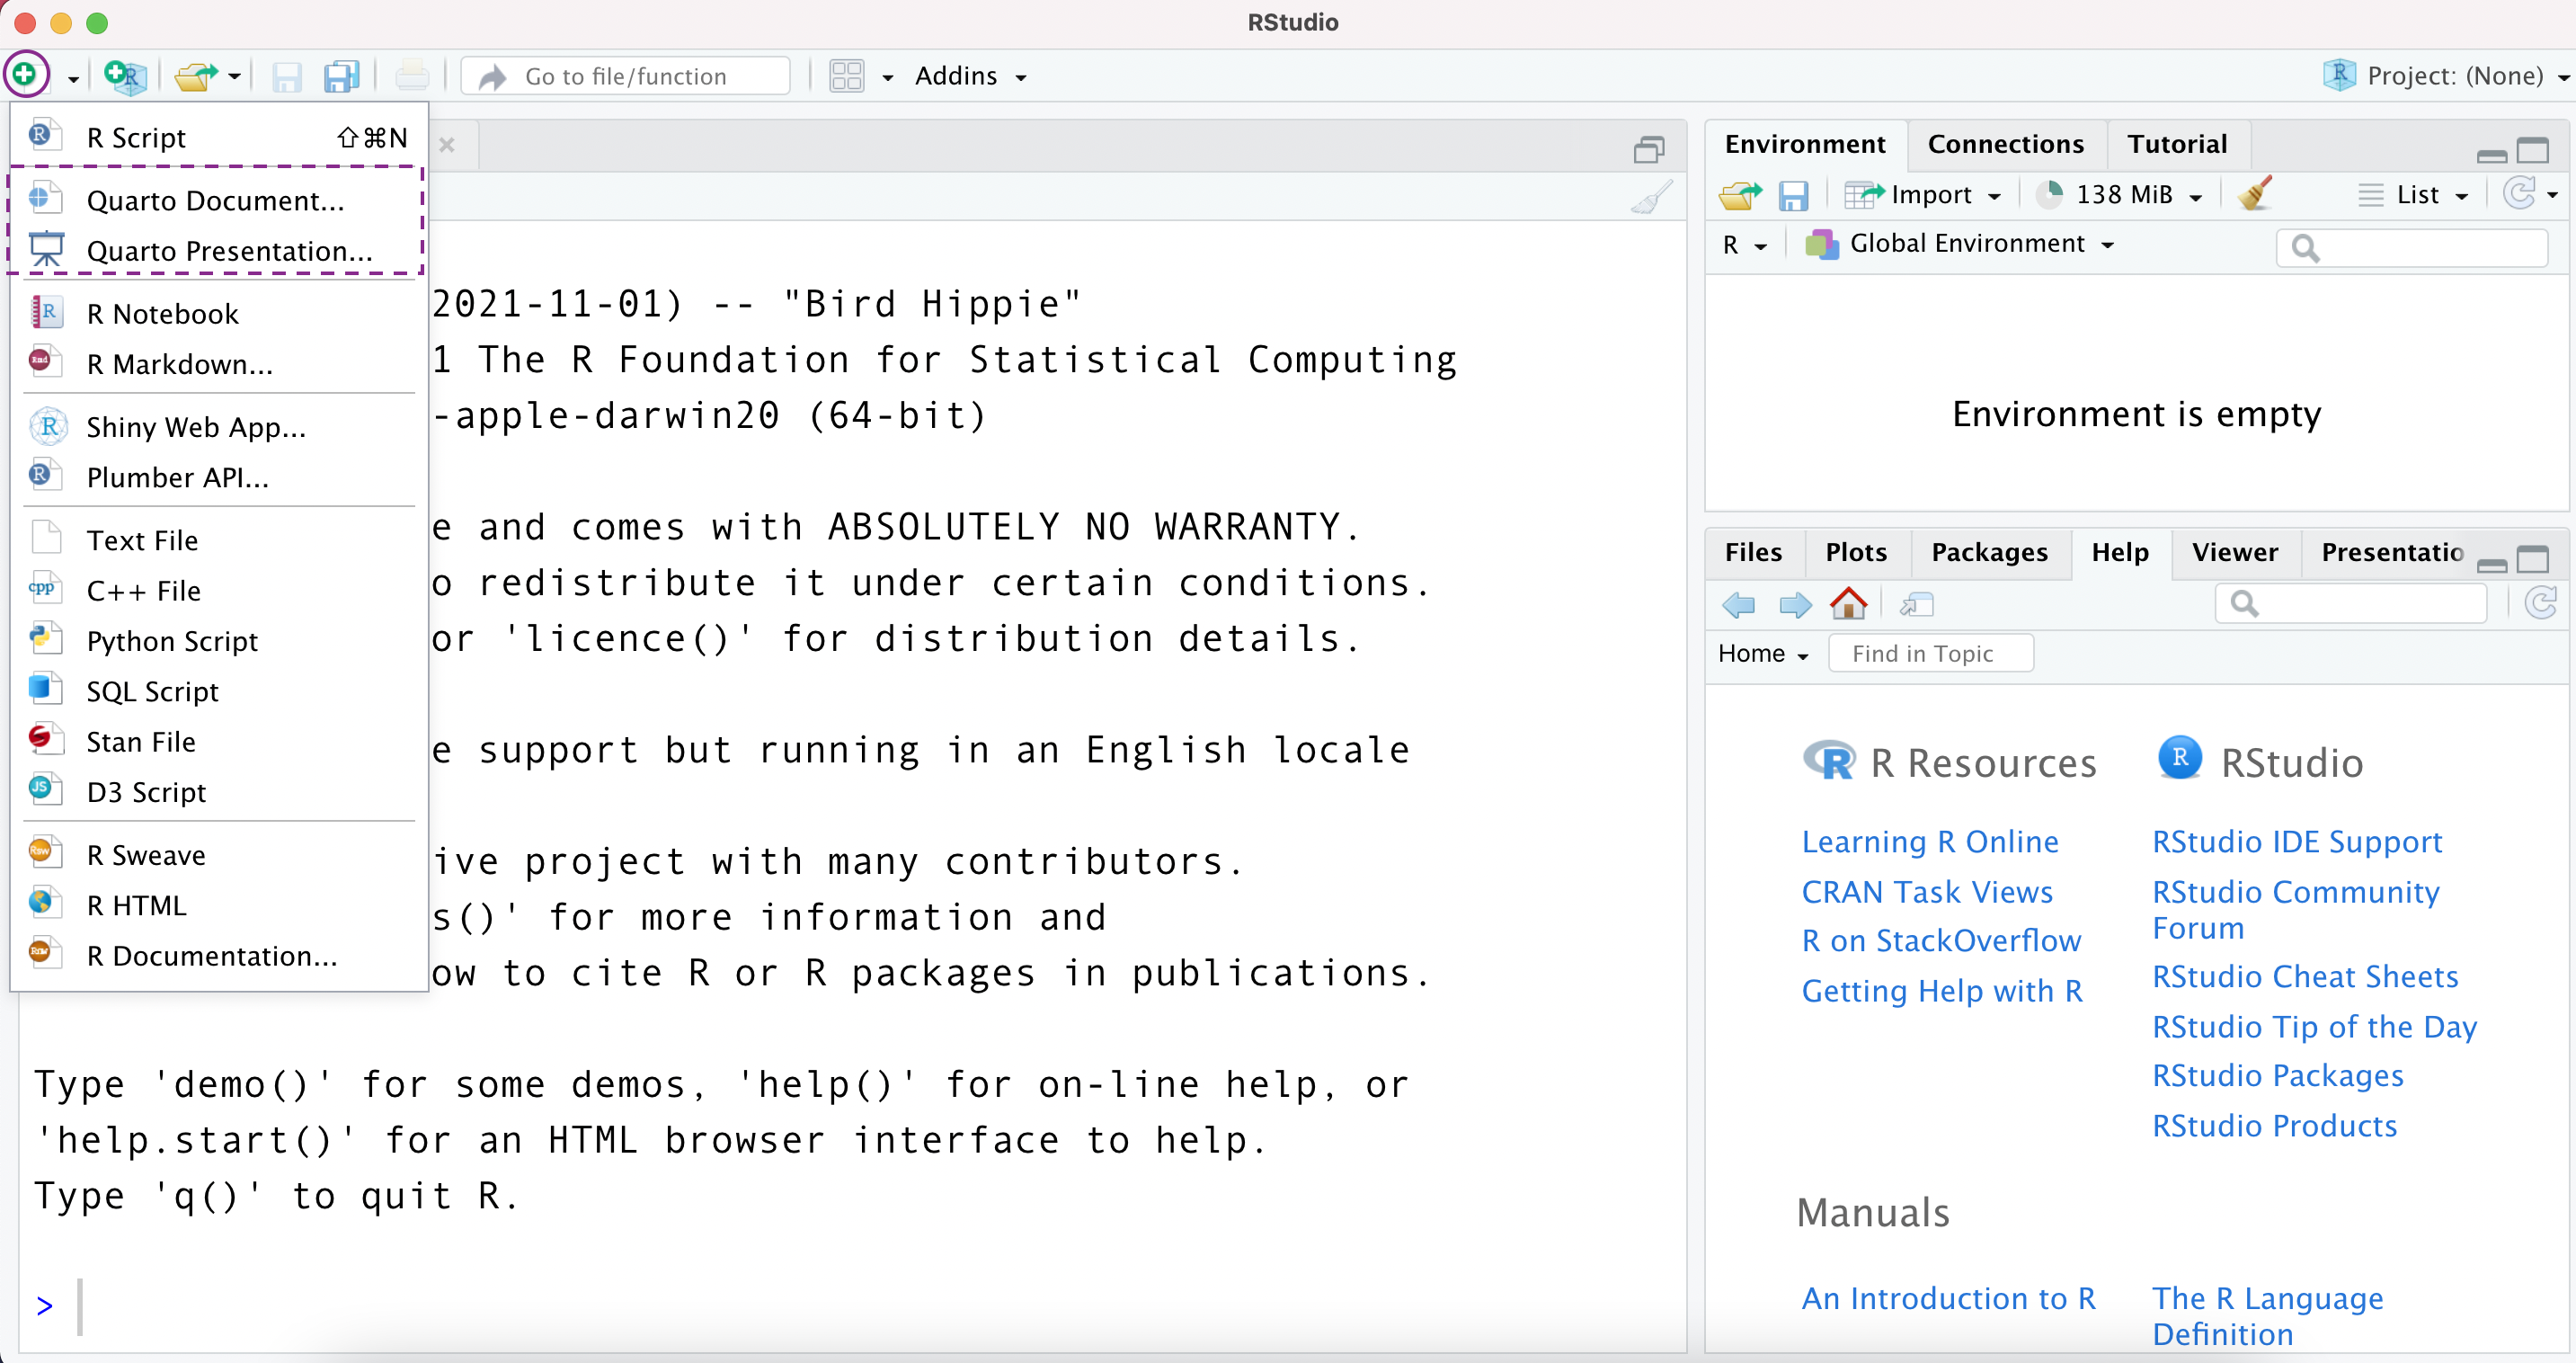 RStudio
Go to file/function
Addins
Project: (None)
R Script ⇧⌘N
Quarto Document...
Quarto Presentation...
R Notebook
R Markdown...
Shiny Web App...
Plumber API...
Text File
C++ File
Python Script
SQL Script
Stan File
D3 Script
R Sweave
R HTML
R Documentation...
2021-11-01) -- "Bird Hippie"
1 The R Foundation for Statistical Computing
-apple-darwin20 (64-bit)
e and comes with ABSOLUTELY NO WARRANTY.
o redistribute it under certain conditions.
or 'licence()' for distribution details.
e support but running in an English locale
ive project with many contributors.
s()' for more information and
ow to cite R or R packages in publications.
Type 'demo()' for some demos, 'help()' for on-line help, or
'help.start()' for an HTML browser interface to help.
Type 'q()' to quit R.
>
Environment Connections Tutorial
Import 138 MiB List
R Global Environment
Environment is empty
Files Plots Packages Help Viewer Presentatio
Home Find in Topic
R Resources
Learning R Online
CRAN Task Views
R on StackOverflow
Getting Help with R
RStudio
RStudio IDE Support
RStudio Community
Forum
RStudio Cheat Sheets
RStudio Tip of the Day
RStudio Packages
RStudio Products
Manuals
An Introduction to R
The R Language
Definition